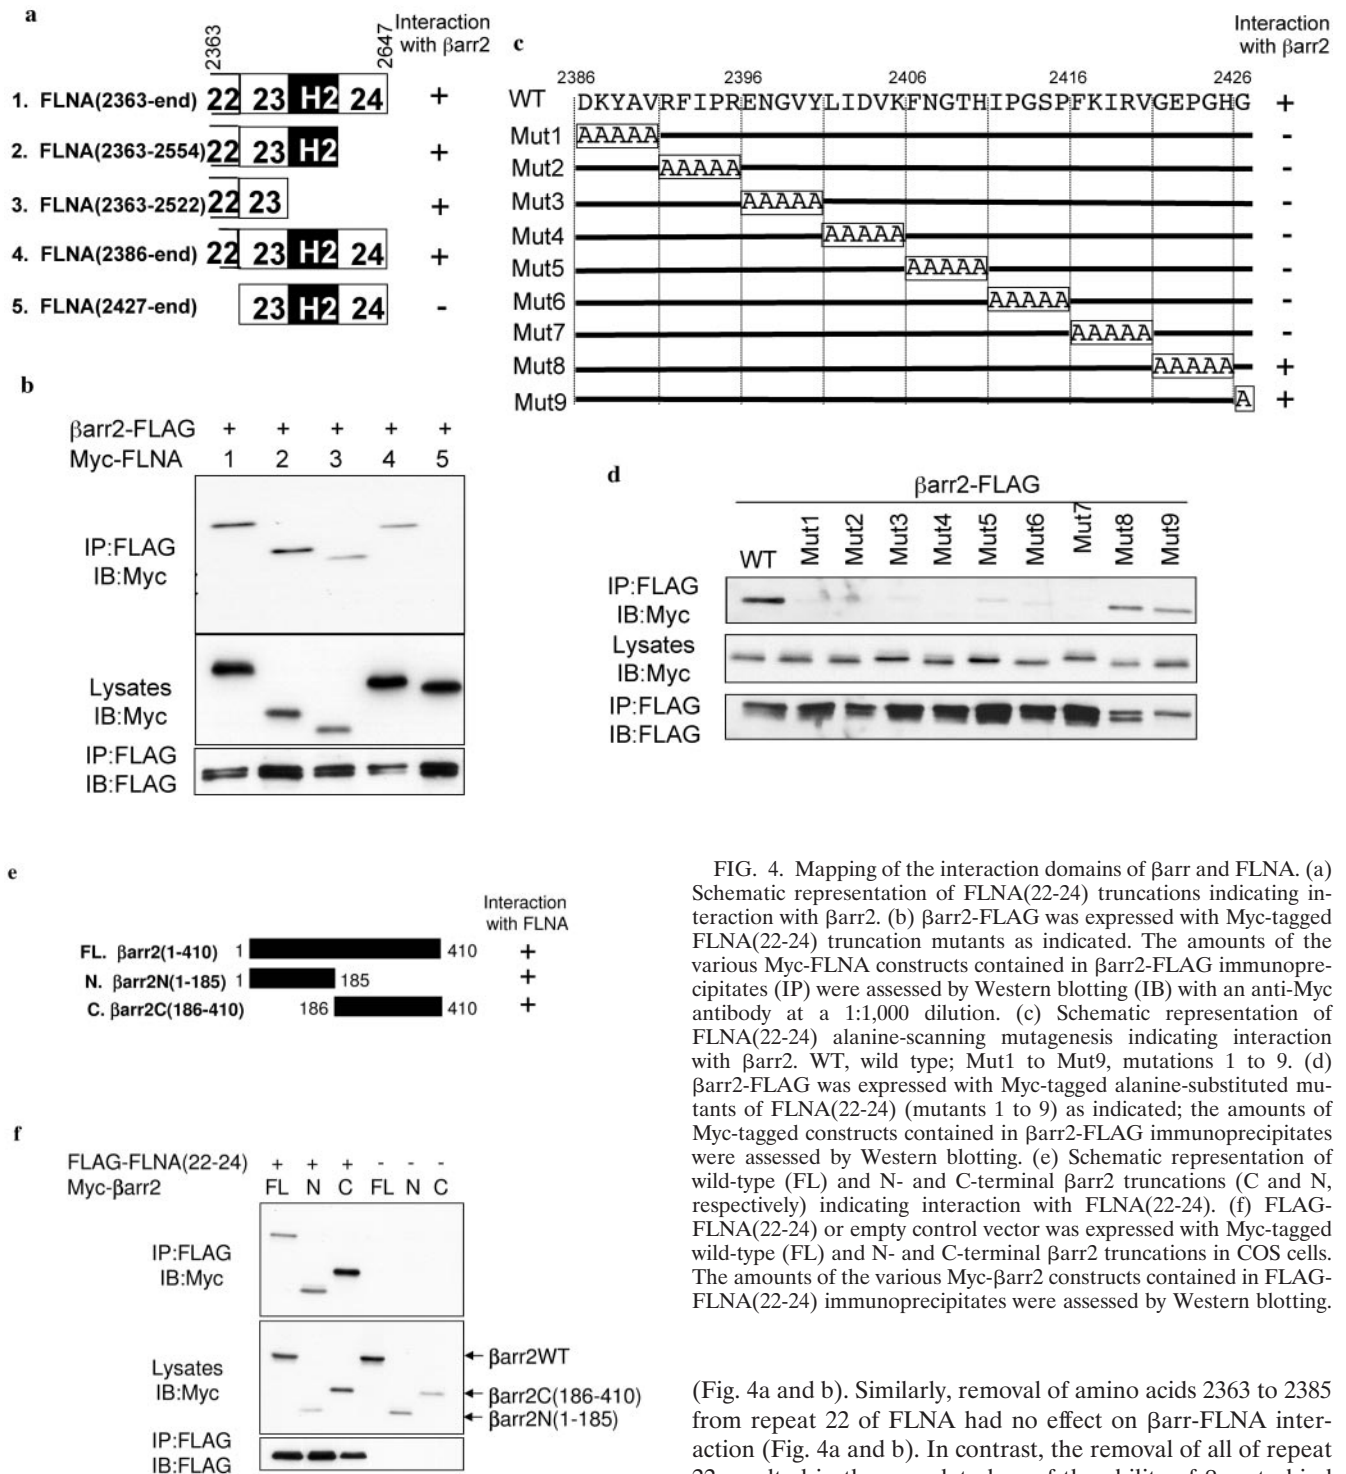 a
2363
2647
Interaction
with βarr2
1. FLNA(2363-end) 22 23 H2 24 +
2. FLNA(2363-2554) 22 23 H2 +
3. FLNA(2363-2522) 22 23 +
4. FLNA(2386-end) 22 23 H2 24 +
5. FLNA(2427-end) 23 H2 24 -
b
βarr2-FLAG + + + + +
Myc-FLNA 1 2 3 4 5
IP:FLAG
IB:Myc
Lysates
IB:Myc
IP:FLAG
IB:FLAG
c
Interaction
with βarr2
2386 2396 2406 2416 2426
WT DKYAVRFIPRENGVYLIDVKFNGTHIPGSPFKIRVGEPGHG +
Mut1 AAAAA -
Mut2 AAAAA -
Mut3 AAAAA -
Mut4 AAAAA -
Mut5 AAAAA -
Mut6 AAAAA -
Mut7 AAAAA -
Mut8 AAAAA +
Mut9 A +
d
βarr2-FLAG
WT Mut1 Mut2 Mut3 Mut4 Mut5 Mut6 Mut7 Mut8 Mut9
IP:FLAG
IB:Myc
Lysates
IB:Myc
IP:FLAG
IB:FLAG
e
Interaction
with FLNA
FL. βarr2(1-410) 1 410 +
N. βarr2N(1-185) 1 185 +
C. βarr2C(186-410) 186 410 +
f
FLAG-FLNA(22-24) + + + - - -
Myc-βarr2 FL N C FL N C
IP:FLAG
IB:Myc
Lysates
IB:Myc
βarr2WT
βarr2C(186-410)
βarr2N(1-185)
IP:FLAG
IB:FLAG
FIG. 4. Mapping of the interaction domains of βarr and FLNA. (a)
Schematic representation of FLNA(22-24) truncations indicating in-
teraction with βarr2. (b) βarr2-FLAG was expressed with Myc-tagged
FLNA(22-24) truncation mutants as indicated. The amounts of the
various Myc-FLNA constructs contained in βarr2-FLAG immunopre-
cipitates (IP) were assessed by Western blotting (IB) with an anti-Myc
antibody at a 1:1,000 dilution. (c) Schematic representation of
FLNA(22-24) alanine-scanning mutagenesis indicating interaction
with βarr2. WT, wild type; Mut1 to Mut9, mutations 1 to 9. (d)
βarr2-FLAG was expressed with Myc-tagged alanine-substituted mu-
tants of FLNA(22-24) (mutants 1 to 9) as indicated; the amounts of
Myc-tagged constructs contained in βarr2-FLAG immunoprecipitates
were assessed by Western blotting. (e) Schematic representation of
wild-type (FL) and N- and C-terminal βarr2 truncations (C and N,
respectively) indicating interaction with FLNA(22-24). (f) FLAG-
FLNA(22-24) or empty control vector was expressed with Myc-tagged
wild-type (FL) and N- and C-terminal βarr2 truncations in COS cells.
The amounts of the various Myc-βarr2 constructs contained in FLAG-
FLNA(22-24) immunoprecipitates were assessed by Western blotting.
(Fig. 4a and b). Similarly, removal of amino acids 2363 to 2385
from repeat 22 of FLNA had no effect on βarr-FLNA inter-
action (Fig. 4a and b). In contrast, the removal of all of repeat